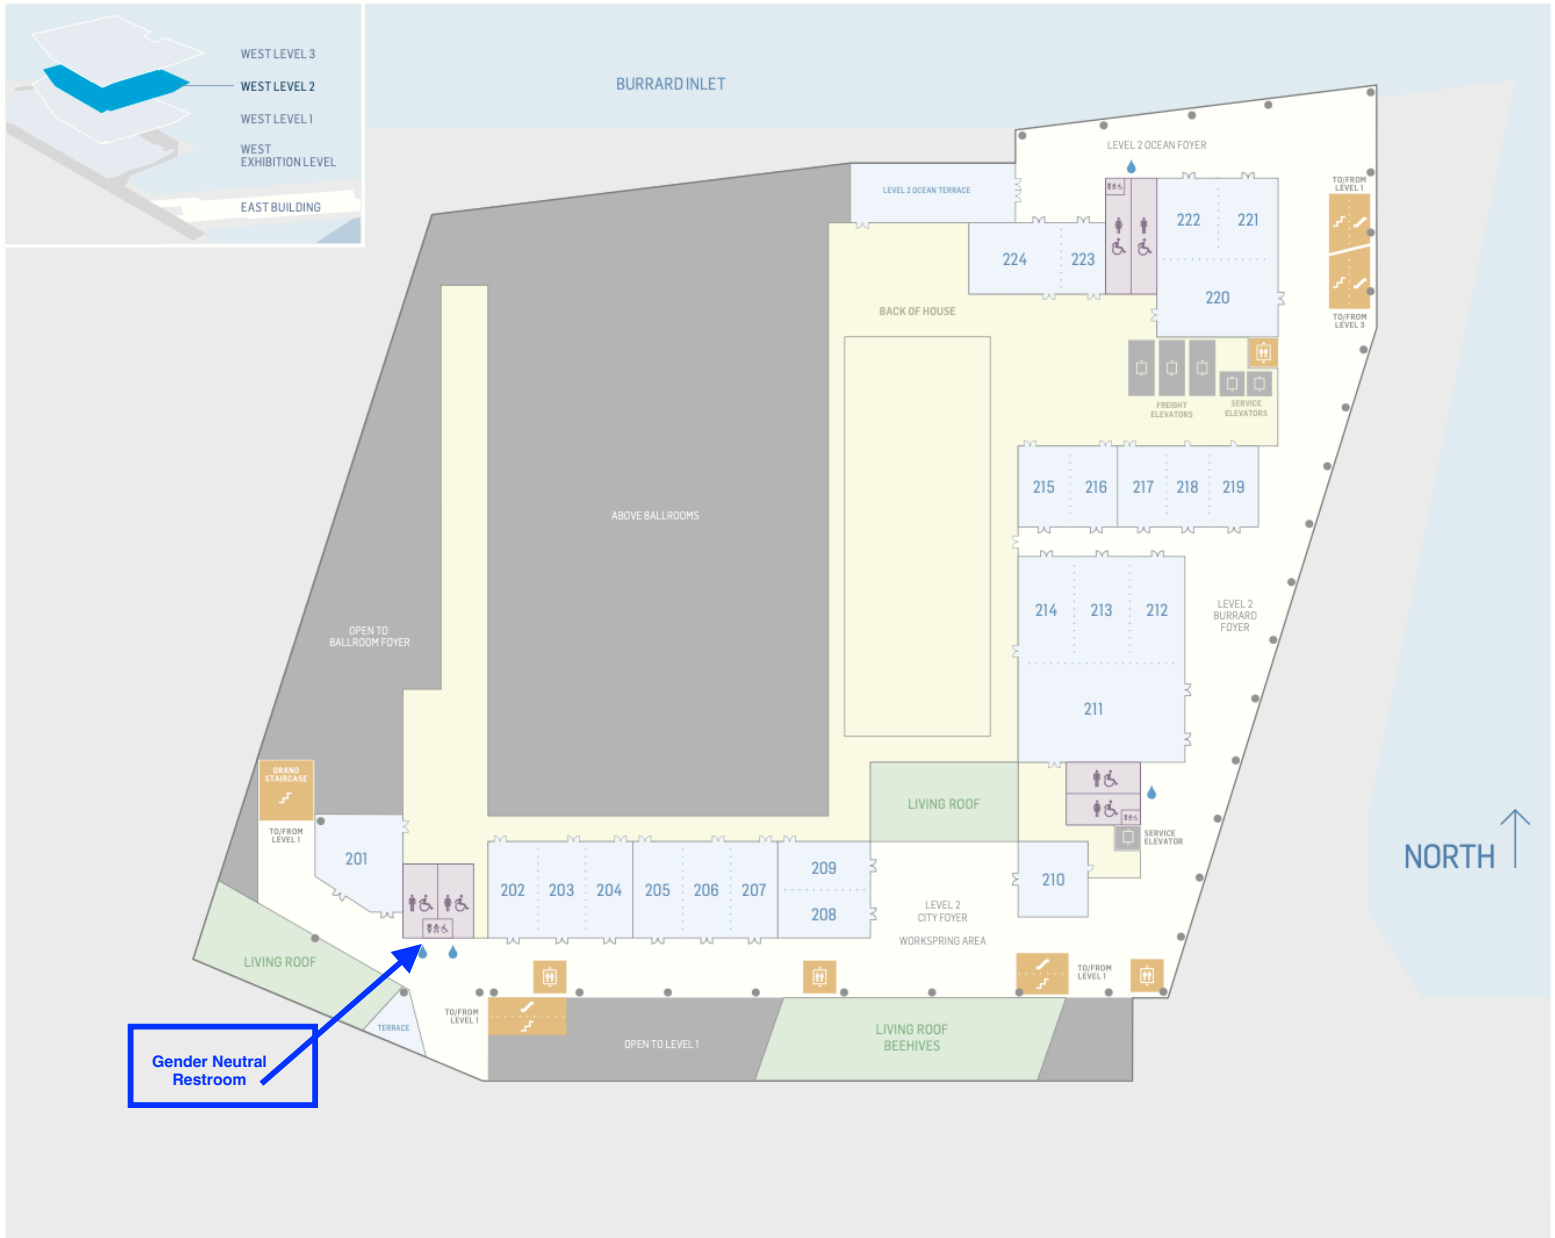 WEST LEVEL 3
WEST LEVEL 2
WEST LEVEL 1
WEST
EXHIBITION LEVEL
EAST BUILDING
BURRARD INLET
LEVEL 2 OCEAN FOYER
LEVEL 2 OCEAN TERRACE
TO/FROM
LEVEL 1
222
221
224
223
220
BACK OF HOUSE
TO/FROM
LEVEL 3
FREIGHT
ELEVATORS
SERVICE
ELEVATORS
215
216
217
218
219
ABOVE BALLROOMS
214
213
212
LEVEL 2
BURRARD
FOYER
OPEN TO
BALLROOM FOYER
211
GRAND
STAIRCASE
TO/FROM
LEVEL 1
LIVING ROOF
SERVICE
ELEVATOR
NORTH
201
202
203
204
205
206
207
209
208
210
LEVEL 2
CITY FOYER
WORKSPRING AREA
LIVING ROOF
TO/FROM
LEVEL 1
TO/FROM
LEVEL 1
TERRACE
OPEN TO LEVEL 1
LIVING ROOF
BEEHIVES
Gender Neutral
Restroom